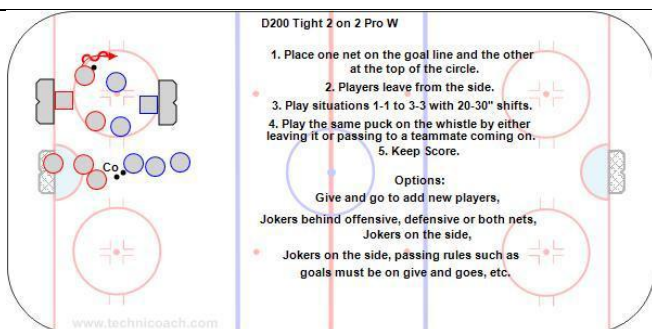 D200 Tight 2 on 2 Pro W
1. Place one net on the goal line and the other
at the top of the circle.
2. Players leave from the side.
3. Play situations 1-1 to 3-3 with 20-30" shifts.
4. Play the same puck on the whistle by either
leaving it or passing to a teammate coming on.
5. Keep Score.
Co
Options:
Give and go to add new players,
Jokers behind offensive, defensive or both nets,
Jokers on the side,
Jokers on the side, passing rules such as
goals must be on give and goes, etc.
www.technicoach.com